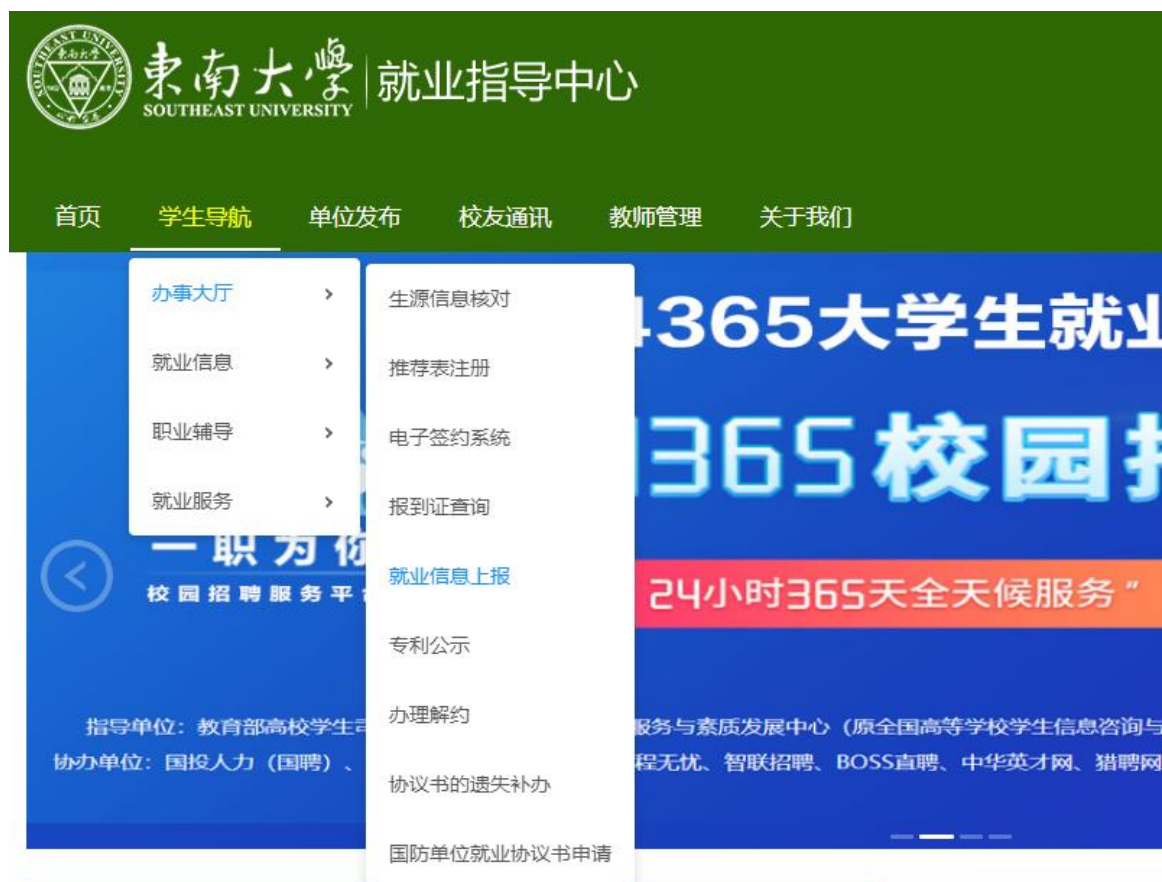 東南大學
SOUTHEAST UNIVERSITY
就业指导中心
首页 学生导航 单位发布 校友通讯 教师管理 关于我们
办事大厅
就业信息
职业辅导
就业服务
生源信息核对
推荐表注册
电子签约系统
报到证查询
就业信息上报
专利公示
办理解约
协议书的遗失补办
国防单位就业协议书申请
4365大学生就业
365校园招
一职为你
校园招聘服务平台
24小时365天全天候服务”
指导单位：教育部高校学生司 服务与素质发展中心（原全国高等学校学生信息咨询与
协办单位：国投人力（国聘）、 程无忧、智联招聘、BOSS直聘、中华英才网、猎聘网